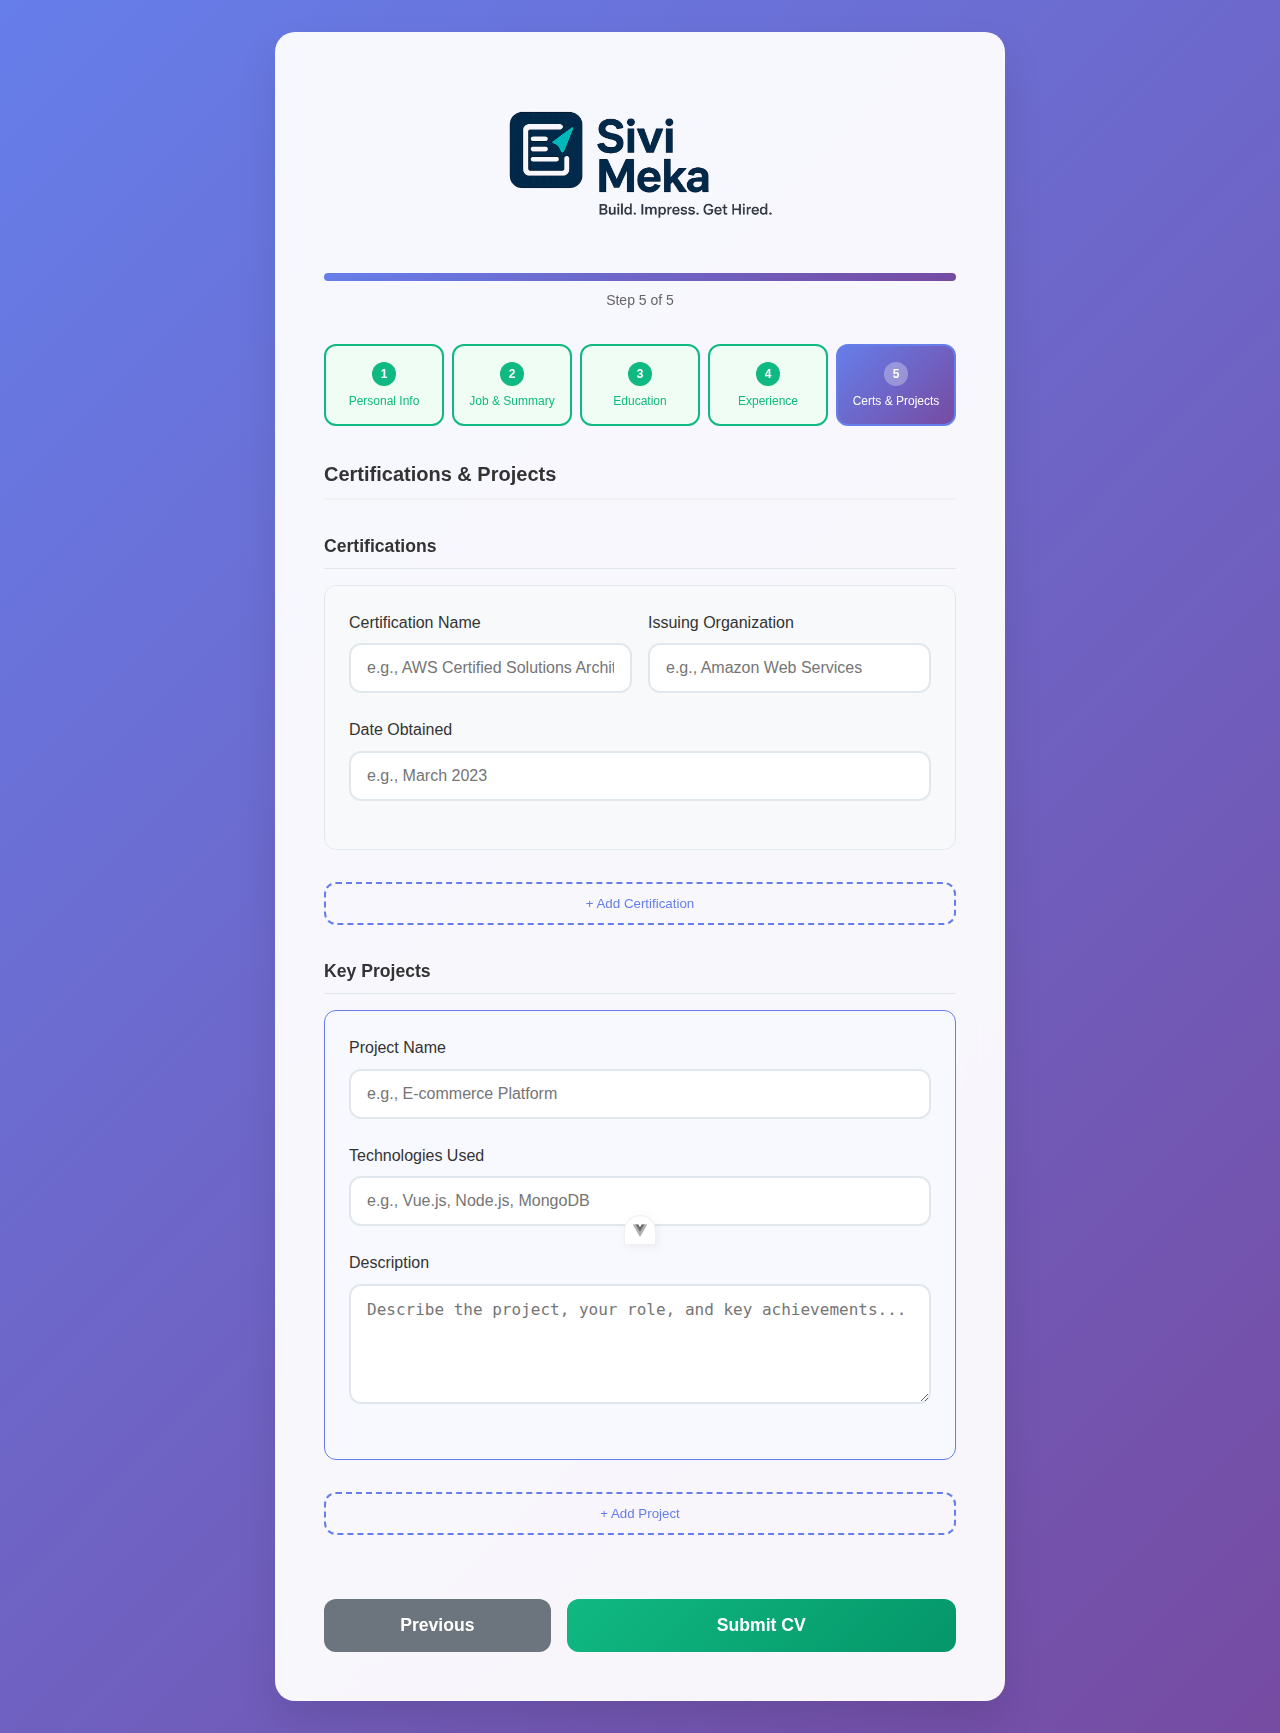 Sivi
Meka
Build. Impress. Get Hired.
Step 5 of 5
1
Personal Info
2
Job & Summary
3
Education
4
Experience
5
Certs & Projects
Certifications & Projects
Certifications
Certification Name
Issuing Organization
e.g., AWS Certified Solutions Archit
e.g., Amazon Web Services
Date Obtained
e.g., March 2023
+ Add Certification
Key Projects
Project Name
e.g., E-commerce Platform
Technologies Used
e.g., Vue.js, Node.js, MongoDB
Description
Describe the project, your role, and key achievements...
+ Add Project
Previous
Submit CV